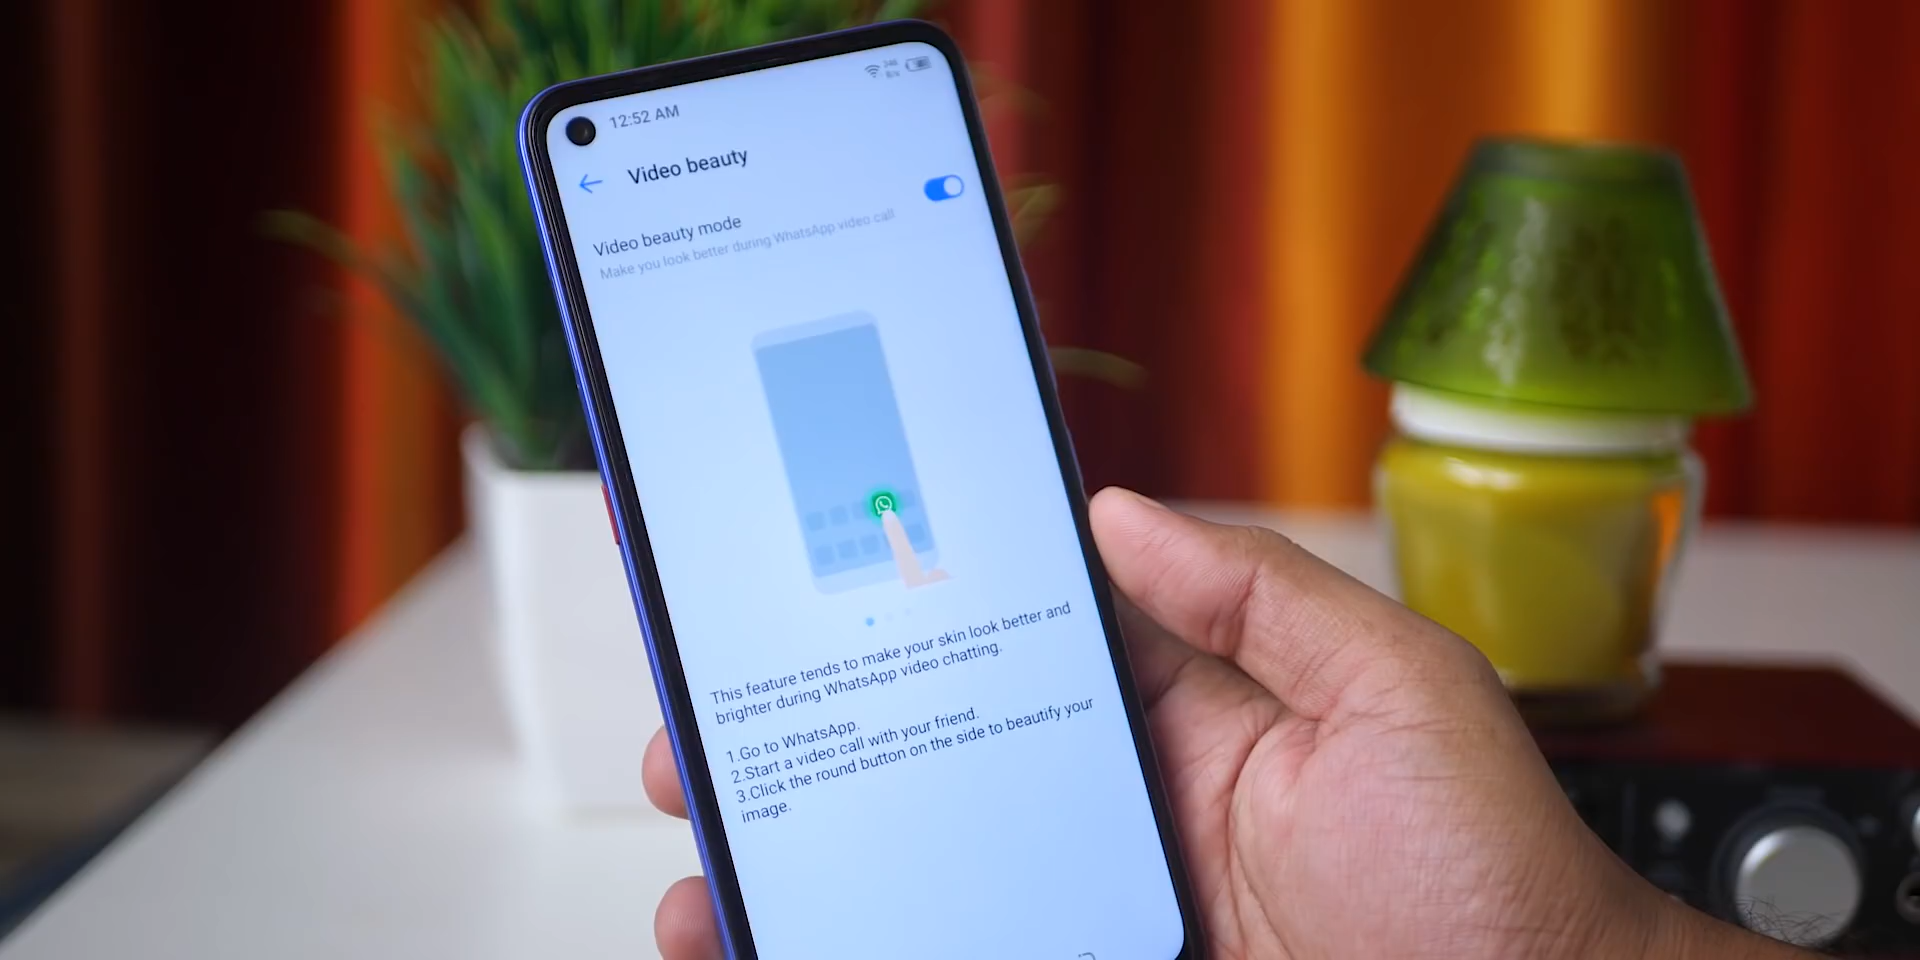 12:52 AM
246
B/s
Video beauty
Video beauty mode
Make you look better during WhatsApp video call
This feature tends to make your skin look better and
brighter during WhatsApp video chatting.
1.Go to WhatsApp.
2.Start a video call with your friend.
3.Click the round button on the side to beautify your
image.